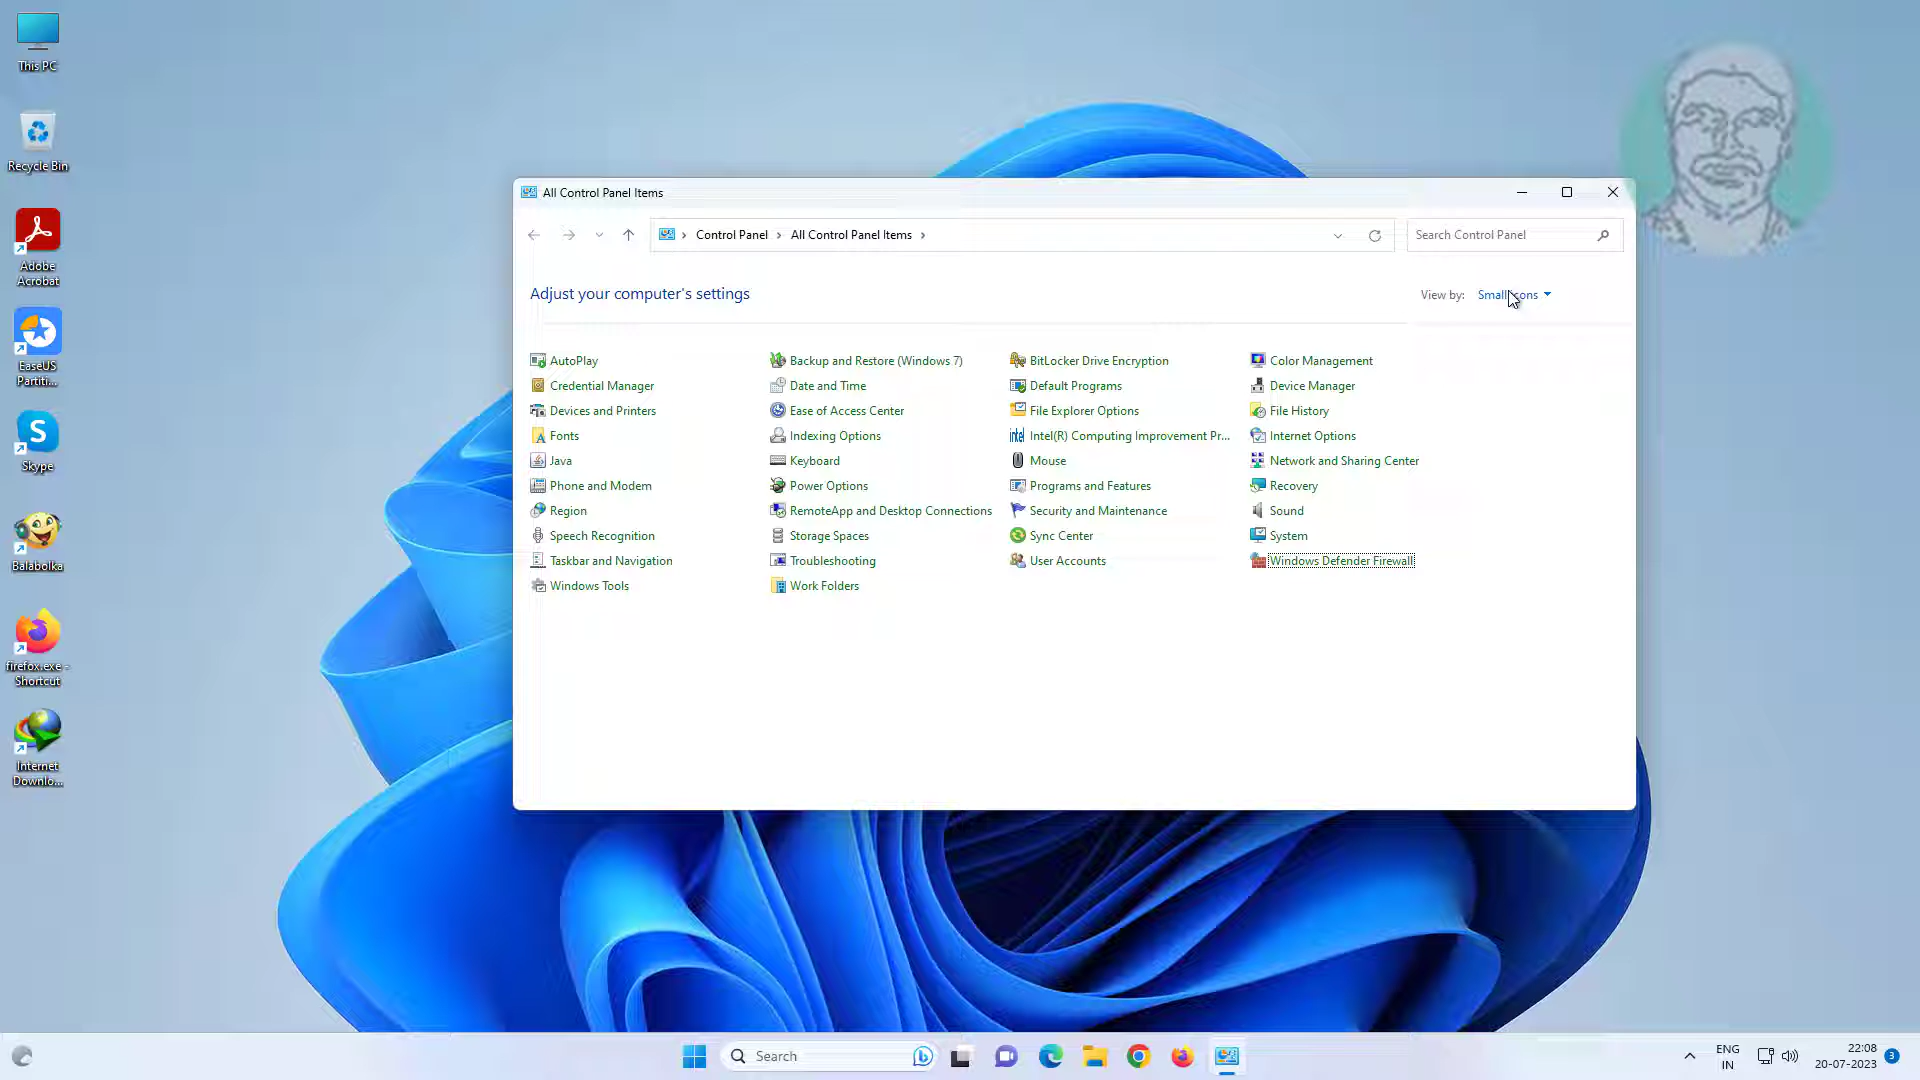 This PC
Recycle Bin
Adobe
Acrobat
EaseUS
Partiti...
Skype
Balabolka
firefox.exe -
Shortcut
Internet
Downlo...
All Control Panel Items
Control Panel
All Control Panel Items
Search Control Panel
Adjust your computer's settings
View by:
Small icons
AutoPlay
Backup and Restore (Windows 7)
BitLocker Drive Encryption
Color Management
Credential Manager
Date and Time
Default Programs
Device Manager
Devices and Printers
Ease of Access Center
File Explorer Options
File History
Fonts
Indexing Options
Intel(R) Computing Improvement Pr...
Internet Options
Java
Keyboard
Mouse
Network and Sharing Center
Phone and Modem
Power Options
Programs and Features
Recovery
Region
RemoteApp and Desktop Connections
Security and Maintenance
Sound
Speech Recognition
Storage Spaces
Sync Center
System
Taskbar and Navigation
Troubleshooting
User Accounts
Windows Defender Firewall
Windows Tools
Work Folders
Search
ENG
IN
22:08
20-07-2023
3